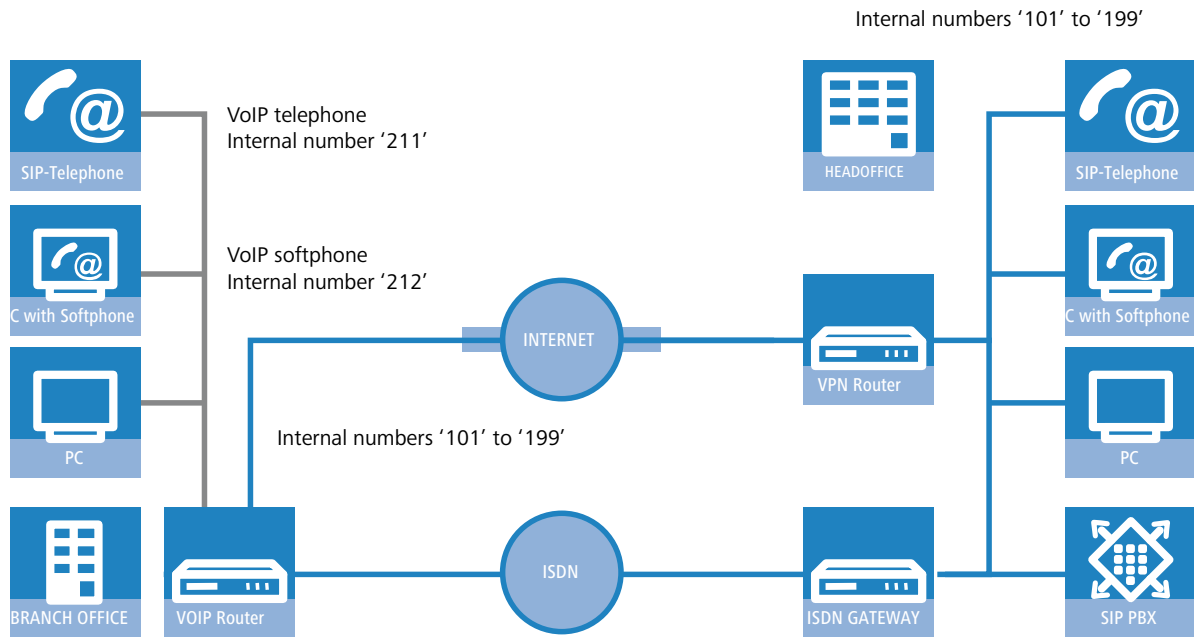 Internal numbers ‘101’ to ‘199’
SIP-Telephone
VoIP telephone
Internal number ‘211’
HEADOFFICE
SIP-Telephone
C with Softphone
VoIP softphone
Internal number ‘212’
INTERNET
VPN Router
C with Softphone
PC
Internal numbers ‘101’ to ‘199’
PC
BRANCH OFFICE
VOIP Router
ISDN
ISDN GATEWAY
SIP PBX